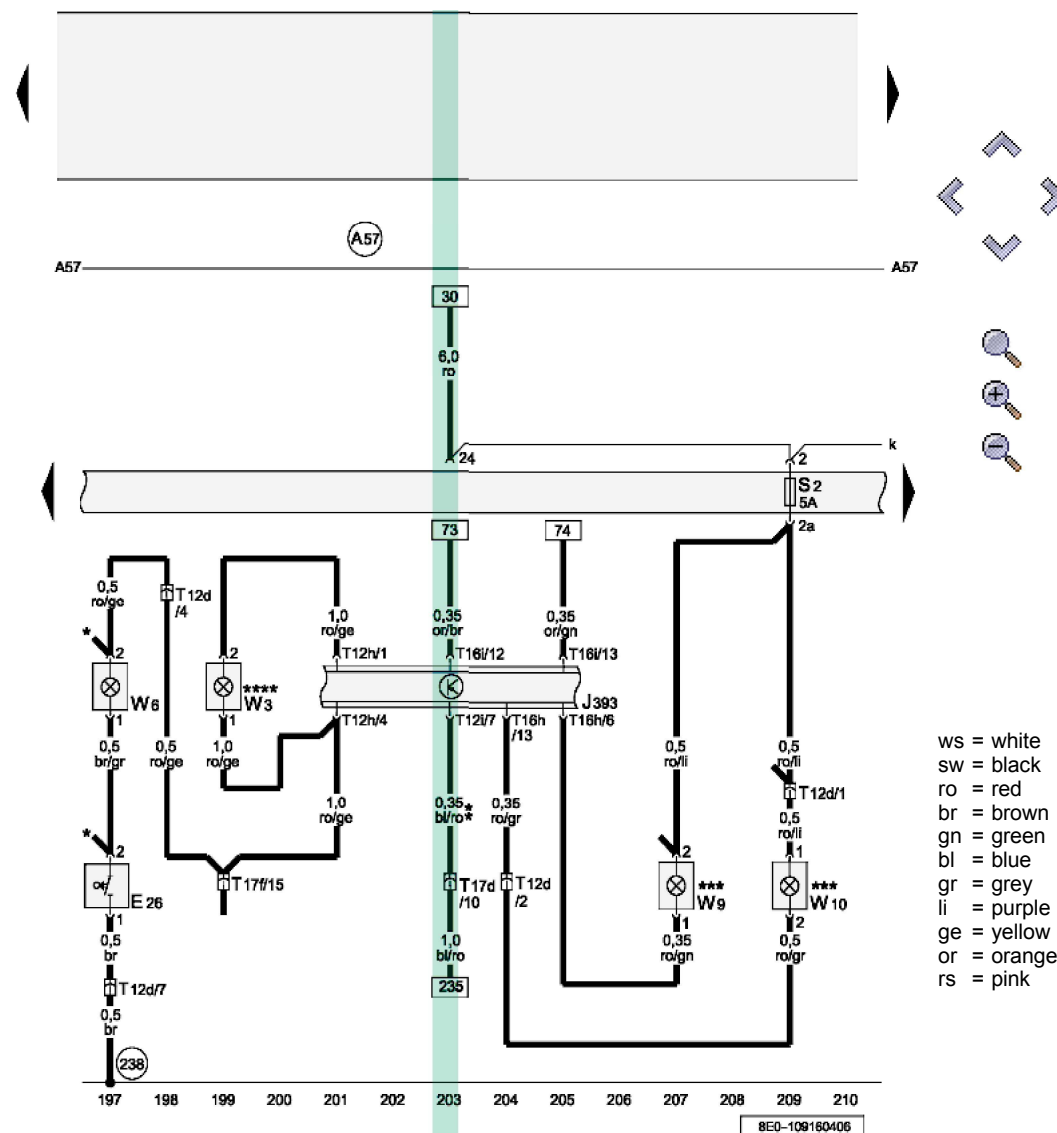 A57
A57 A57
30
6,0
ro
24 2 k
S2
5A
73 74 2a
0,5
ro/ge
T12d
/4
1,0
ro/ge
0,35
or/br
0,35
or/gn
*
2 2 T12h/1 T16i/12 T16i/13
W6 ****
W3 J393
1 1 T12h/4 T12i/7 T16h
/13 T16h/6
0,5
br/gr
0,5
ro/ge
1,0
ro/ge
0,5
ro/li
0,5
ro/li
1,0
ro/ge
0,35
bl/ro
*
*
0,35
ro/gr
T12d/1
0,5
ro/li
*
2 2 1
E26 T17f/15 T17d
/10 T12d
/2 ***
W9 ***
W10
1 1 2
0,5
br
1,0
bl/ro
0,35
ro/gn
0,5
ro/gr
T12d/7 235
0,5
br
238
197 198 199 200 201 202 203 204 205 206 207 208 209 210
8E0-109160406
ws = white
sw = black
ro = red
br = brown
gn = green
bl = blue
gr = grey
li = purple
ge = yellow
or = orange
rs = pink